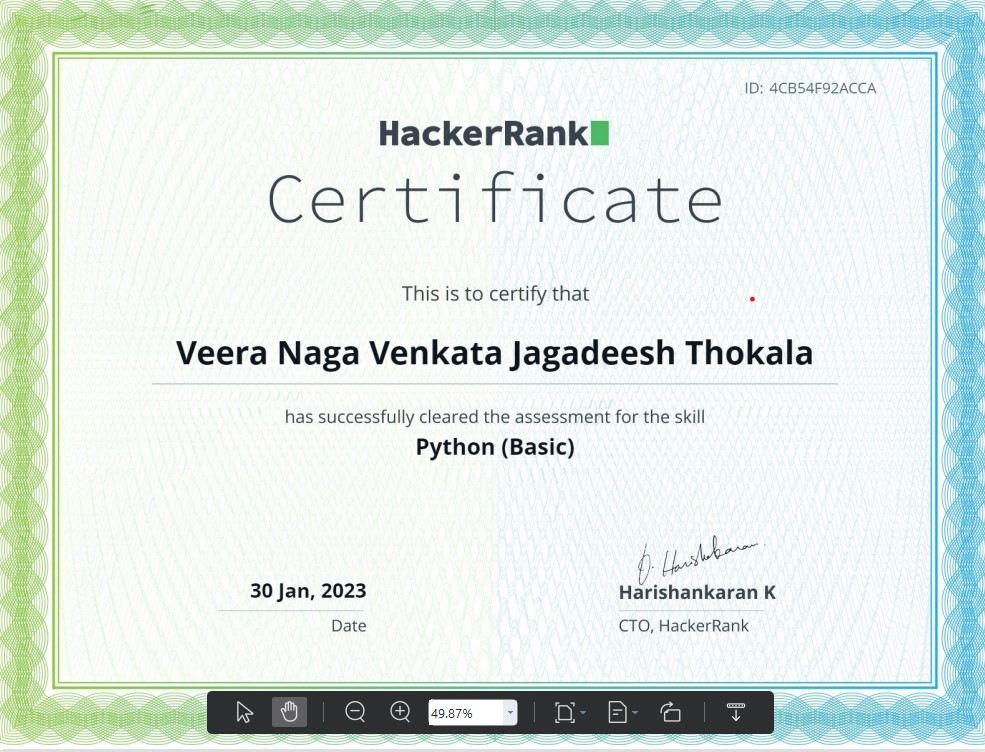 ID: 4CB54F92ACCA
HackerRank
Certificate
This is to certify that
Veera Naga Venkata Jagadeesh Thokala
has successfully cleared the assessment for the skill
Python (Basic)
D. Harishankaran
30 Jan, 2023
Harishankaran K
Date
CTO, HackerRank
49.87%